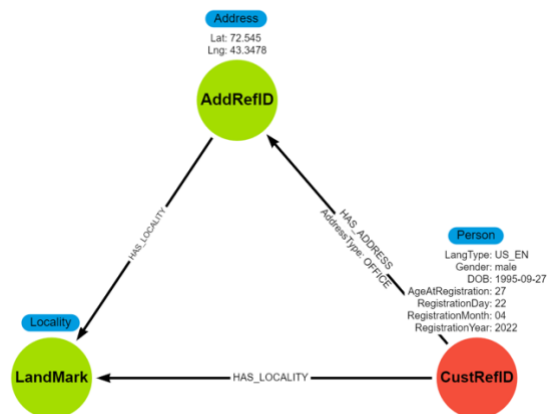 Address
Lat: 72.545
Lng: 43.3478
AddRefID
HAS_LOCALITY
HAS_ADDRESS
AddressType: OFFICE
Person
LangType: US_EN
Gender: male
DOB: 1995-09-27
AgeAtRegistration: 27
RegistrationDay: 22
RegistrationMonth: 04
RegistrationYear: 2022
Locality
LandMark
HAS_LOCALITY
CustRefID